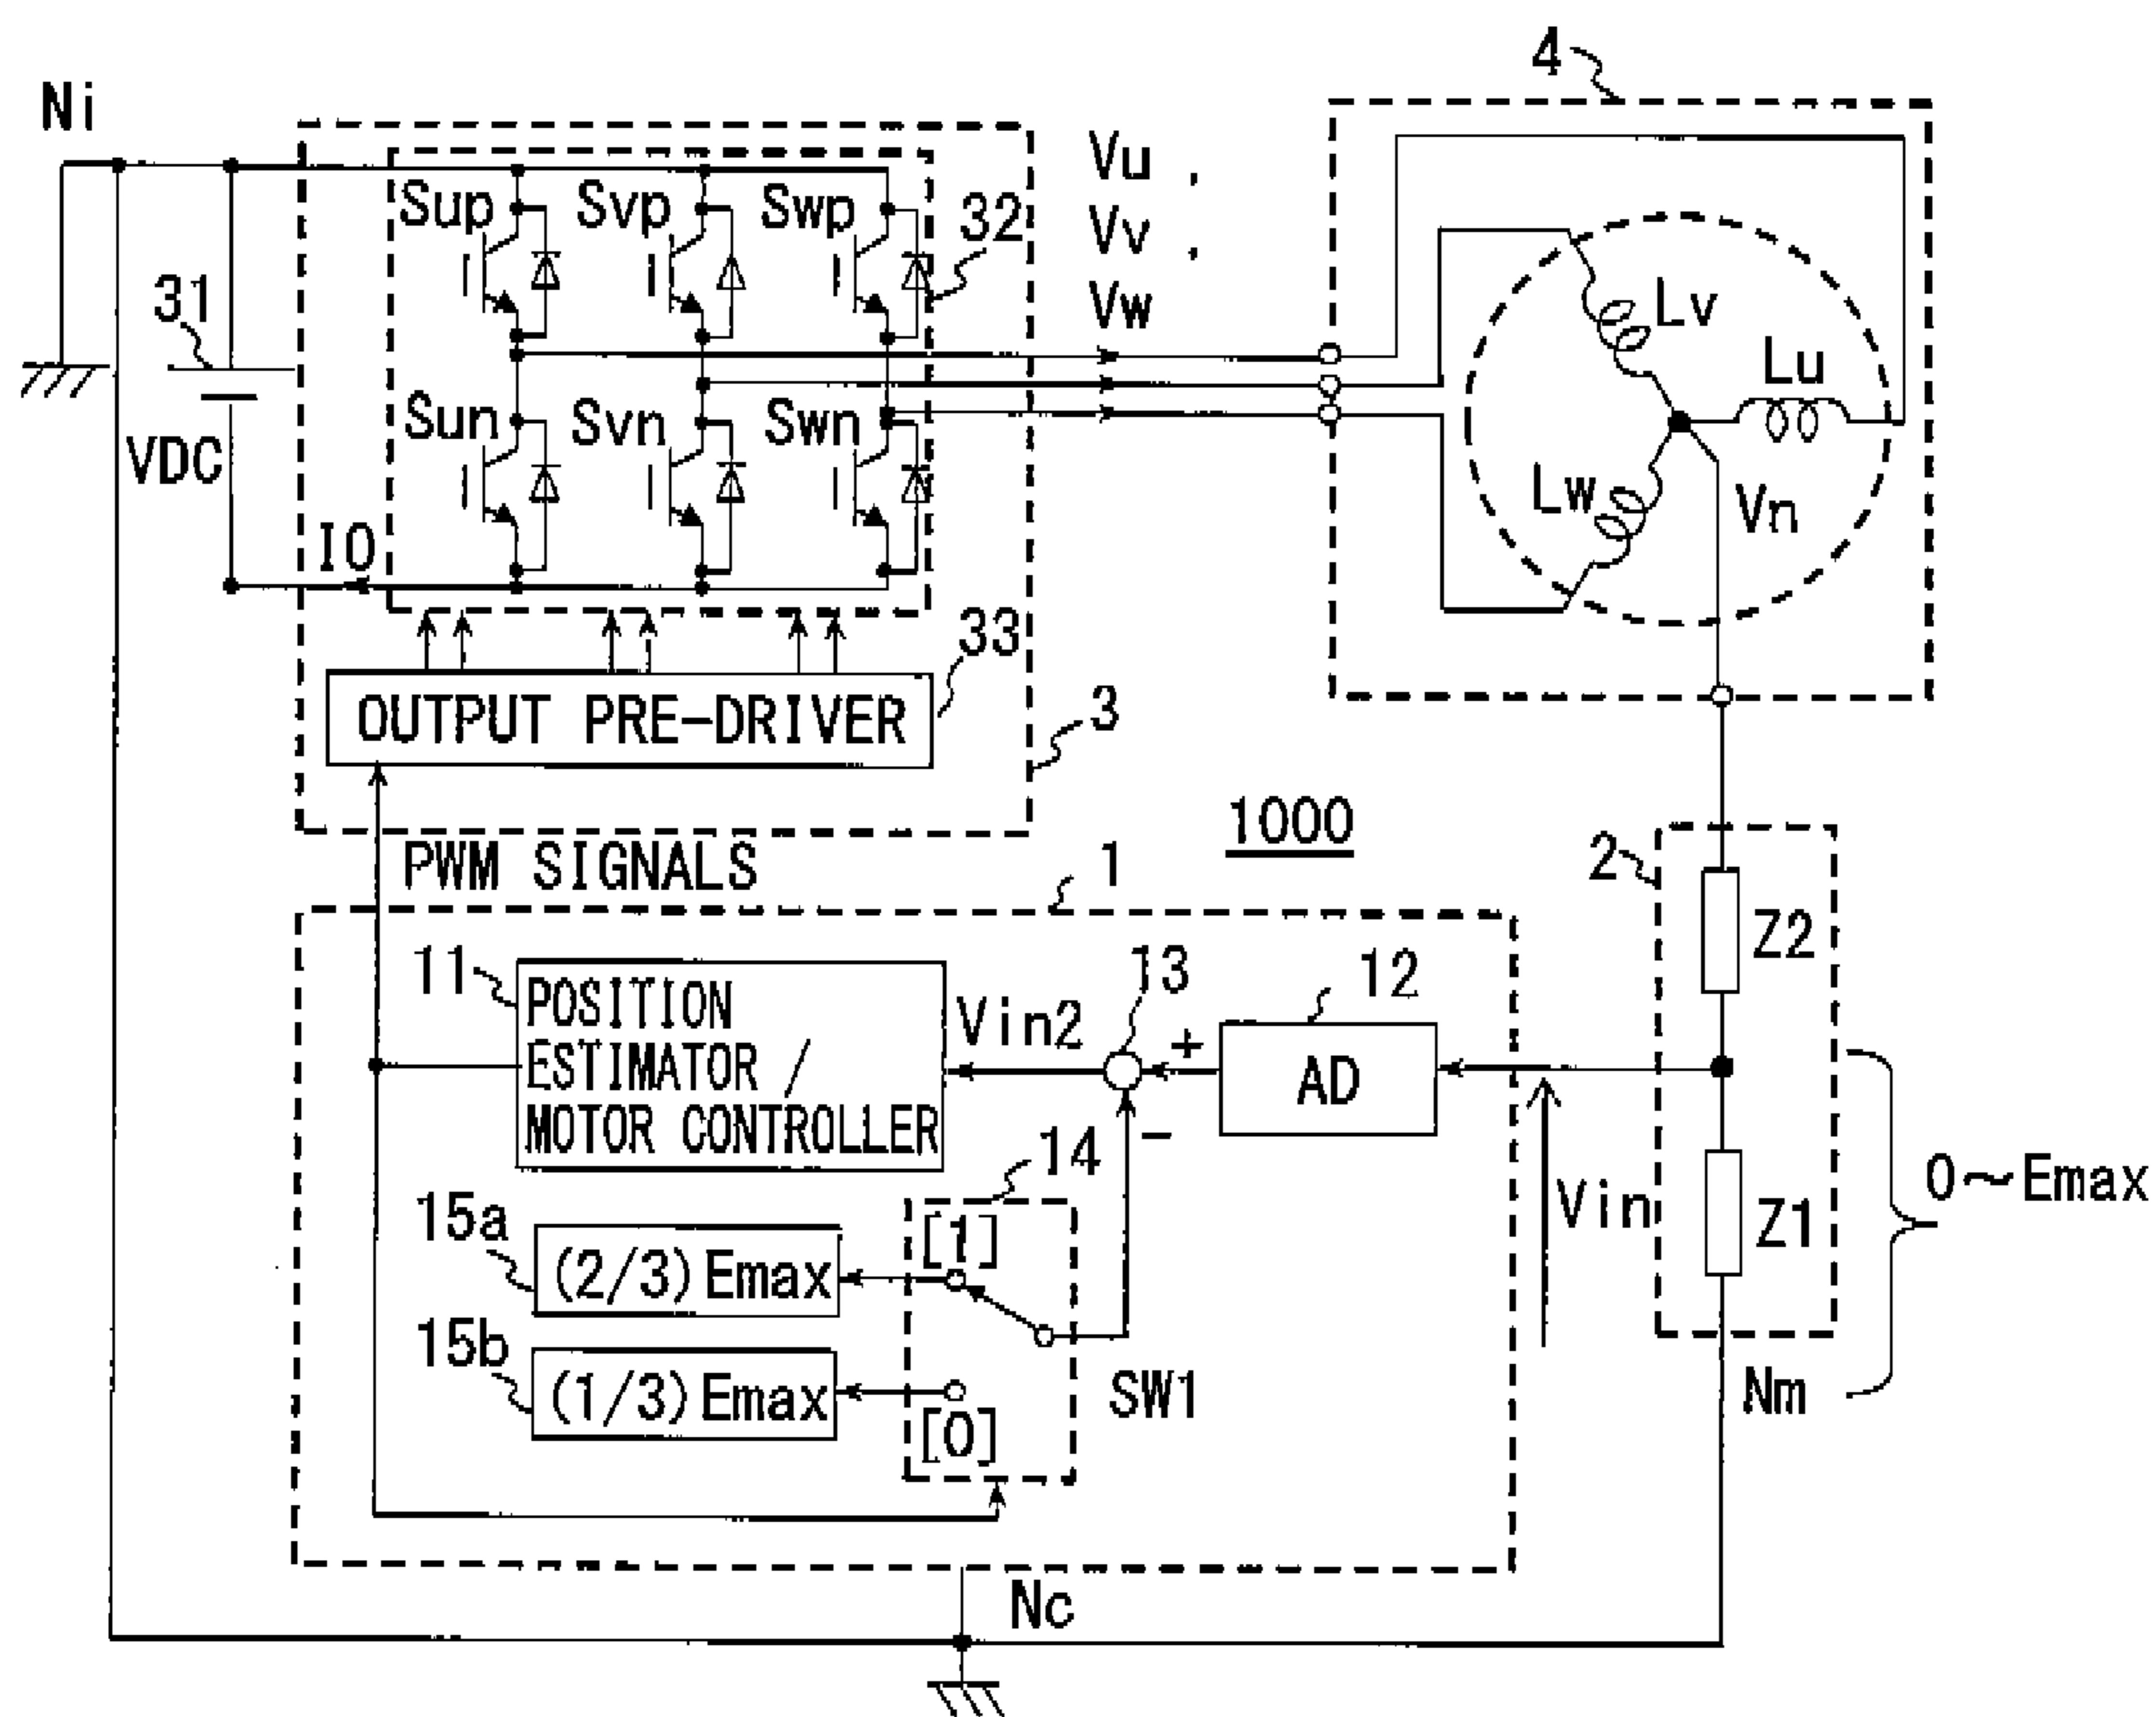 4
Ni
Vu ,
Sup
Svp
Swp
32
Vv ,
31
Vw
Lv
Lu
Sun
Svn
Swn
VDC
Lw
Vn
I0
33
OUTPUT PRE-DRIVER
3
1000
PWM SIGNALS
1
2
Z2
11
13
12
POSITION
ESTIMATOR /
MOTOR CONTROLLER
Vin2
+
AD
-
14
0~Emax
15a
[1]
Vin
Z1
(2/3)Emax
15b
(1/3)Emax
SW1
Nm
[0]
Nc